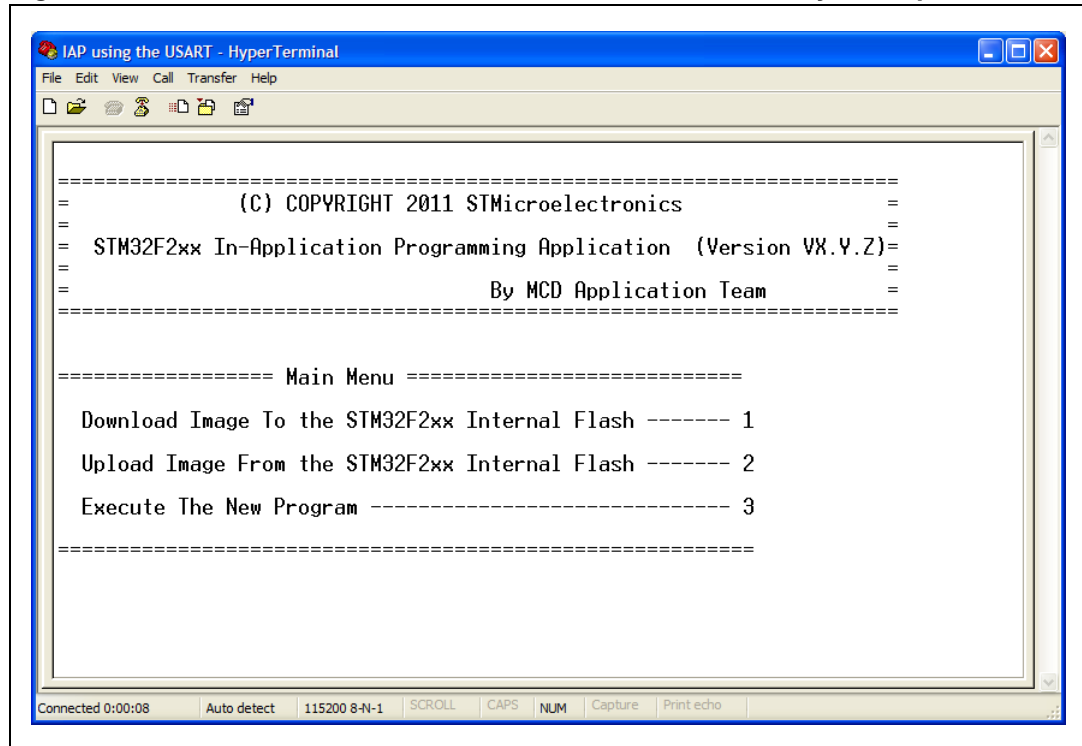 IAP using the USART - HyperTerminal
File Edit View Call Transfer Help
======================================================================
= (C) COPYRIGHT 2011 STMicroelectronics =
= =
= STM32F2xx In-Application Programming Application (Version VX.Y.Z)=
= =
= By MCD Application Team =
======================================================================
================== Main Menu ============================
Download Image To the STM32F2xx Internal Flash ------- 1
Upload Image From the STM32F2xx Internal Flash ------- 2
Execute The New Program ------------------------------ 3
==========================================================
Connected 0:00:08 Auto detect 115200 8-N-1 SCROLL CAPS NUM Capture Print echo